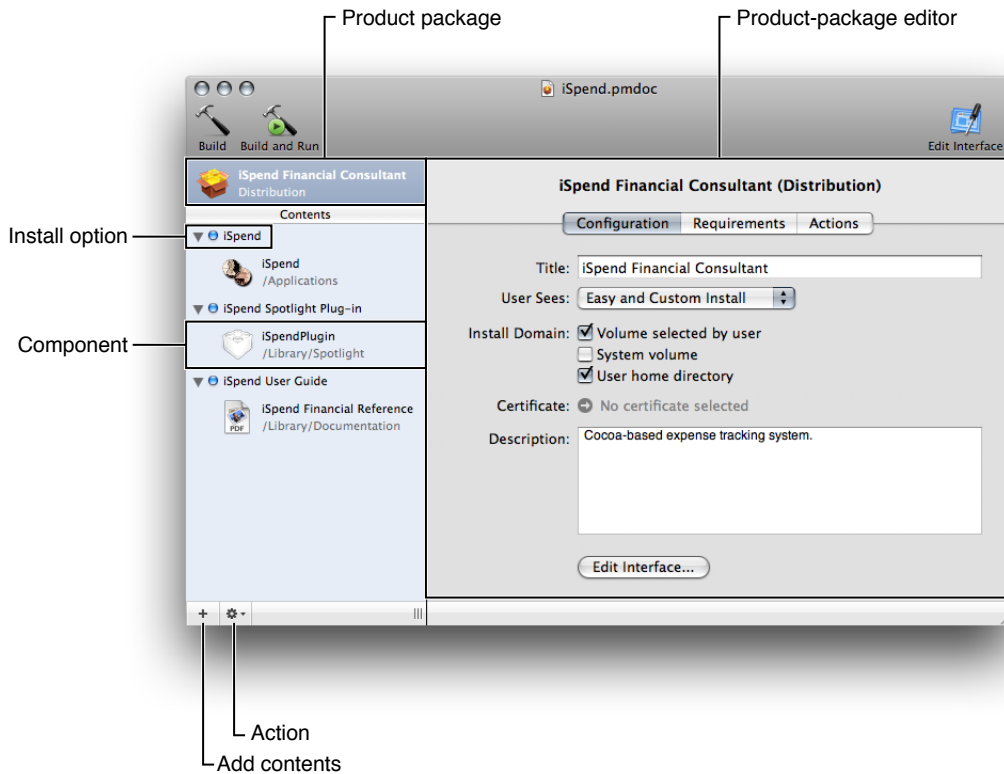 Product package
Product-package editor
iSpend.pmdoc
Build
Build and Run
Edit Interface
iSpend Financial Consultant
Distribution
iSpend Financial Consultant (Distribution)
Contents
Configuration
Requirements
Actions
Install option
iSpend
iSpend
/Applications
Title:
iSpend Financial Consultant
User Sees:
Easy and Custom Install
iSpend Spotlight Plug-in
Component
iSpendPlugin
/Library/Spotlight
Install Domain:
Volume selected by user
System volume
User home directory
iSpend User Guide
iSpend Financial Reference
/Library/Documentation
PDF
Certificate:
No certificate selected
Description:
Cocoa-based expense tracking system.
Edit Interface...
Action
Add contents